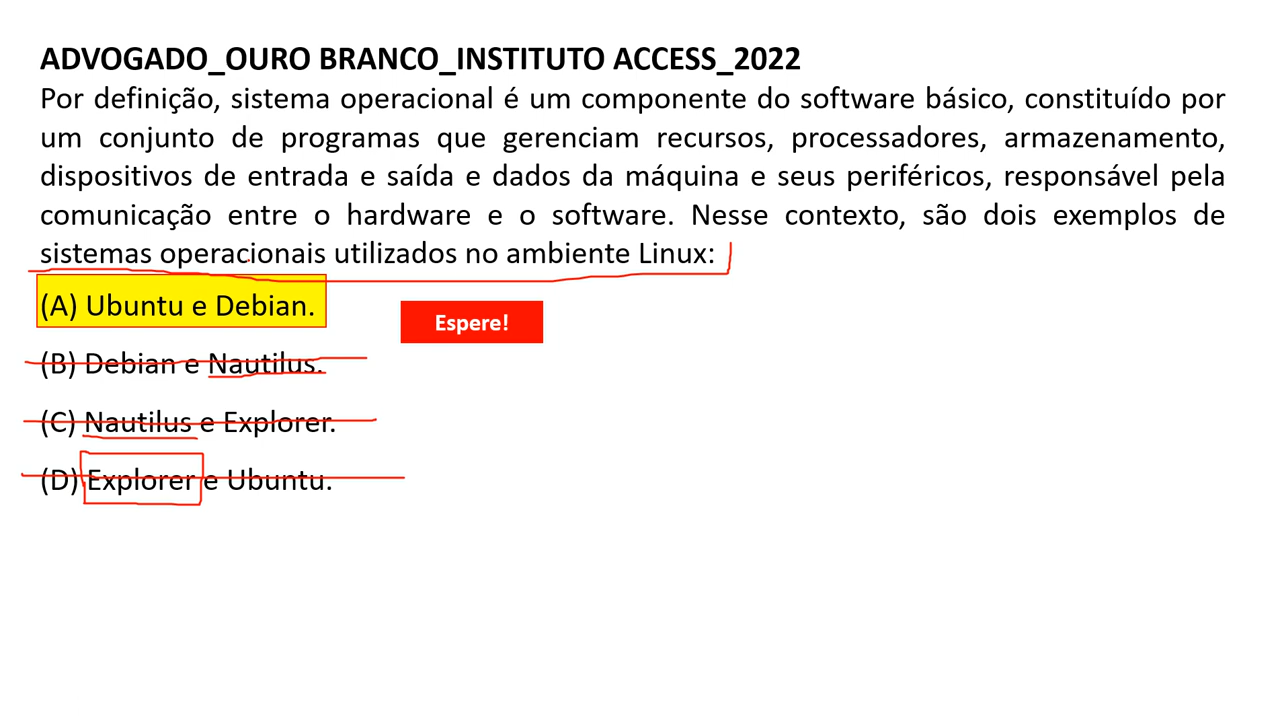 ADVOGADO_OURO BRANCO_INSTITUTO ACCESS_2022
Por definição, sistema operacional é um componente do software básico, constituído por
um conjunto de programas que gerenciam recursos, processadores, armazenamento,
dispositivos de entrada e saída e dados da máquina e seus periféricos, responsável pela
comunicação entre o hardware e o software. Nesse contexto, são dois exemplos de
sistemas operacionais utilizados no ambiente Linux:
(A) Ubuntu e Debian.
Espere!
(B) Debian e Nautilus.
(C) Nautilus e Explorer.
(D) Explorer e Ubuntu.